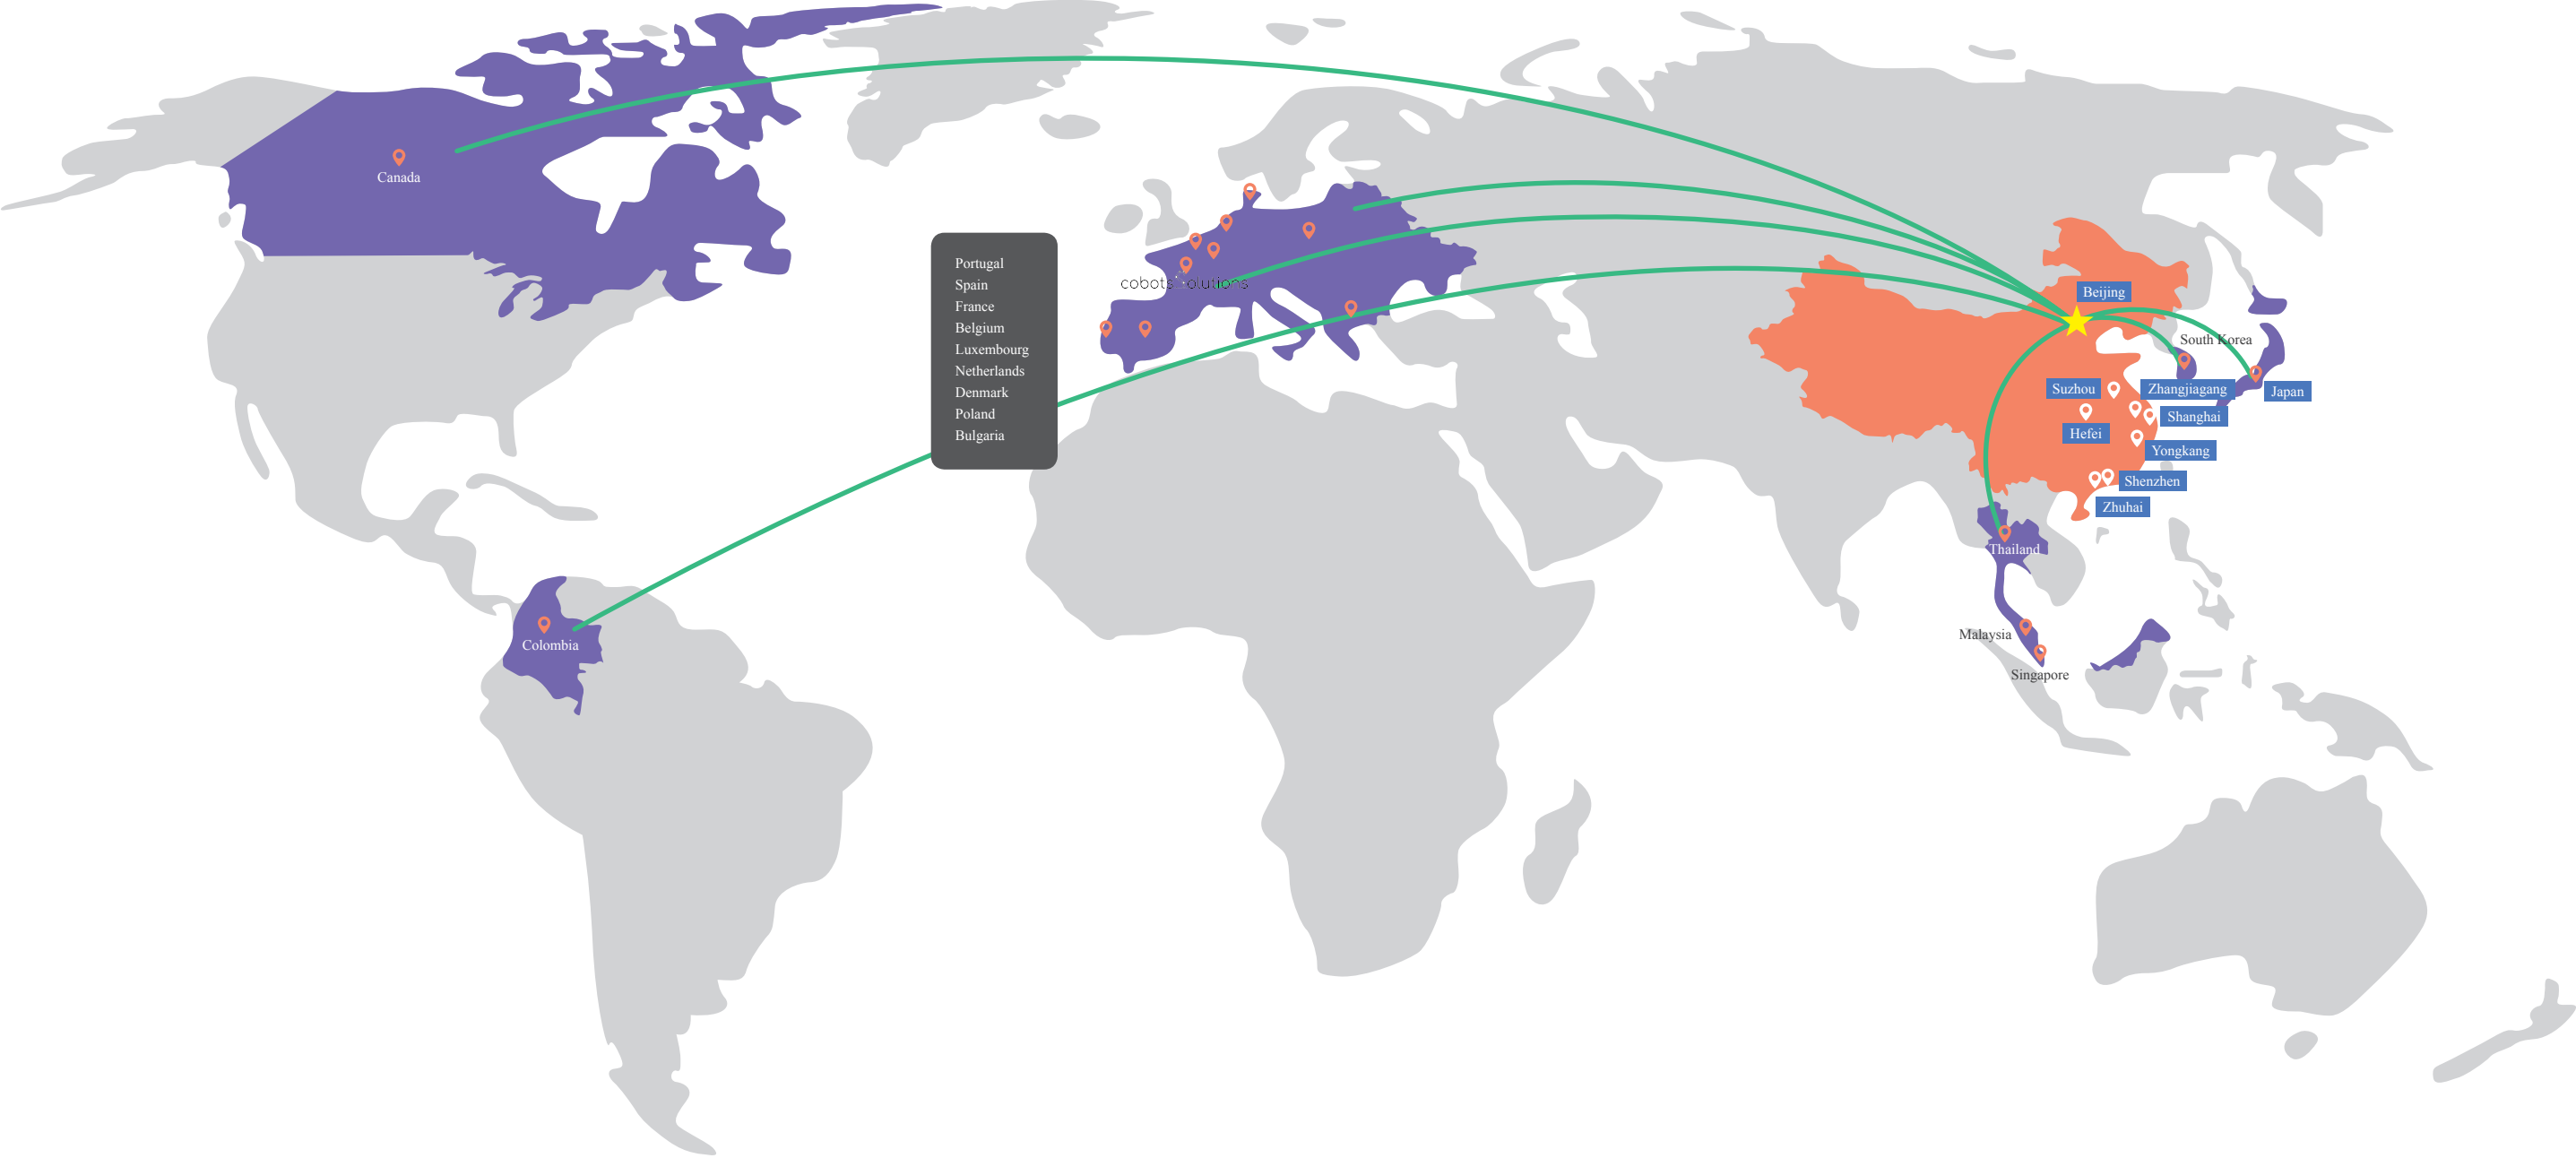 Canada
Portugal
Spain
France
Belgium
Luxembourg
Netherlands
Denmark
Poland
Bulgaria
cobotssolutions
Beijing
South Korea
Suzhou
Zhangjiagang
Japan
Shanghai
Hefei
Yongkang
Shenzhen
Zhuhai
Thailand
Malaysia
Singapore
Colombia